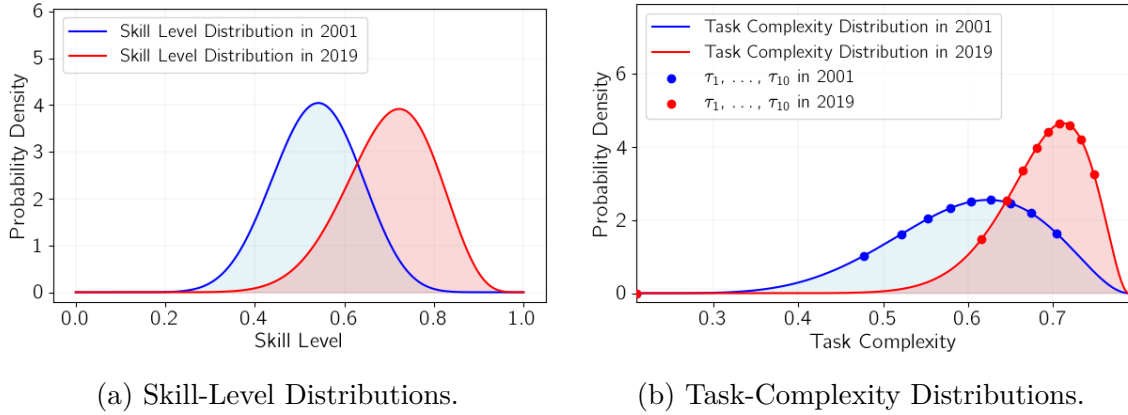 6
5
4
3
2
1
0
Probability Density
Skill Level Distribution in 2001
Skill Level Distribution in 2019
0.0 0.2 0.4 0.6 0.8 1.0
Skill Level
(a) Skill-Level Distributions.
6
4
2
0
Probability Density
Task Complexity Distribution in 2001
Task Complexity Distribution in 2019
τ₁, ..., τ₁₀ in 2001
τ₁, ..., τ₁₀ in 2019
0.3 0.4 0.5 0.6 0.7
Task Complexity
(b) Task-Complexity Distributions.